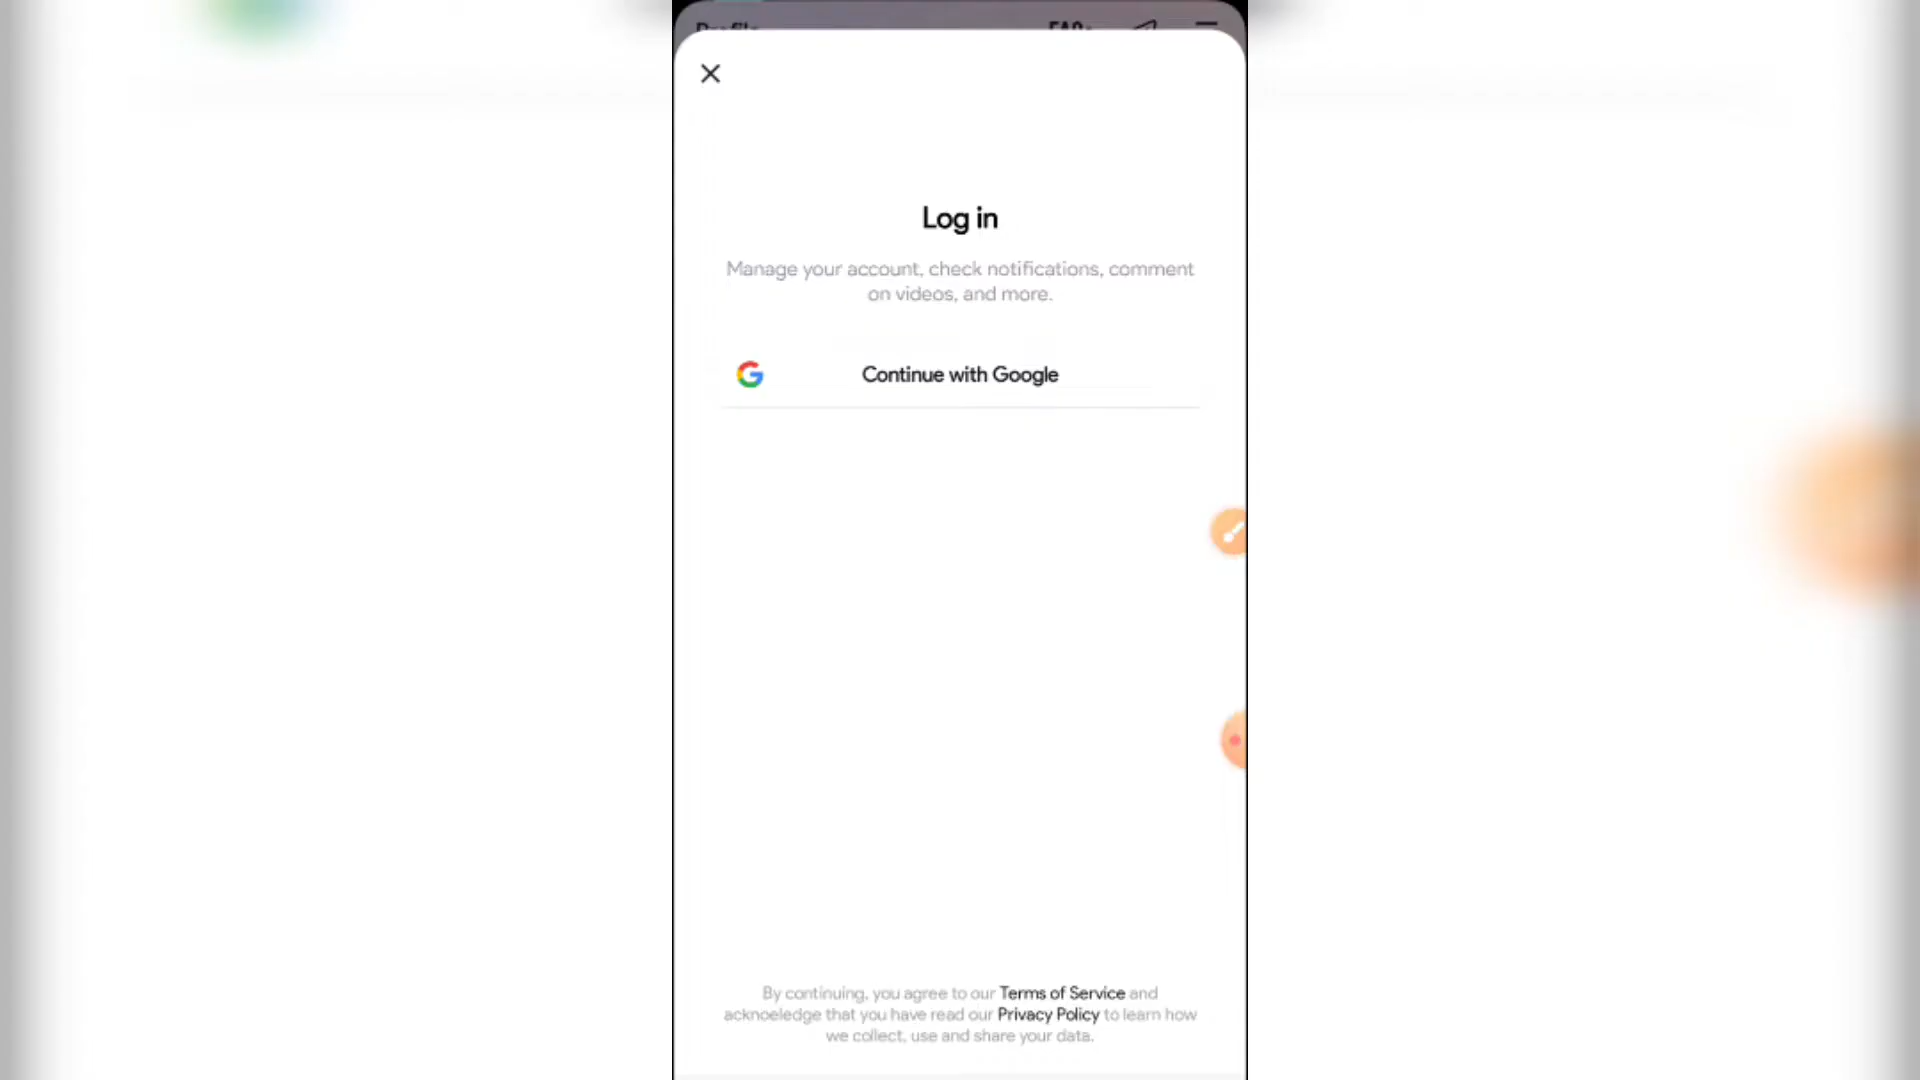 Log in
Manage your account, check notifications, comment
on videos, and more.
Continue with Google
By continuing, you agree to our Terms of Service and
acknoeledge that you have read our Privacy Policy to learn how
we collect, use and share your data.